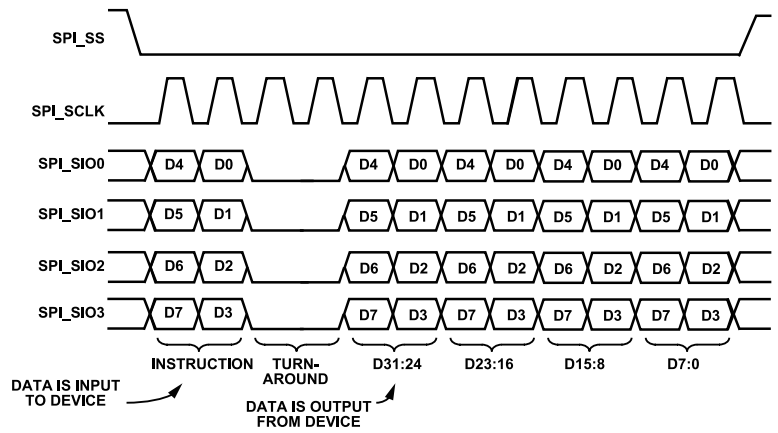 SPI_SS
SPI_SCLK
SPI_SIO0 D4 D0 D4 D0 D4 D0 D4 D0 D4 D0
SPI_SIO1 D5 D1 D5 D1 D5 D1 D5 D1 D5 D1
SPI_SIO2 D6 D2 D6 D2 D6 D2 D6 D2 D6 D2
SPI_SIO3 D7 D3 D7 D3 D7 D3 D7 D3 D7 D3
INSTRUCTION TURN- D31:24 D23:16 D15:8 D7:0
AROUND
DATA IS INPUT
TO DEVICE
DATA IS OUTPUT
FROM DEVICE